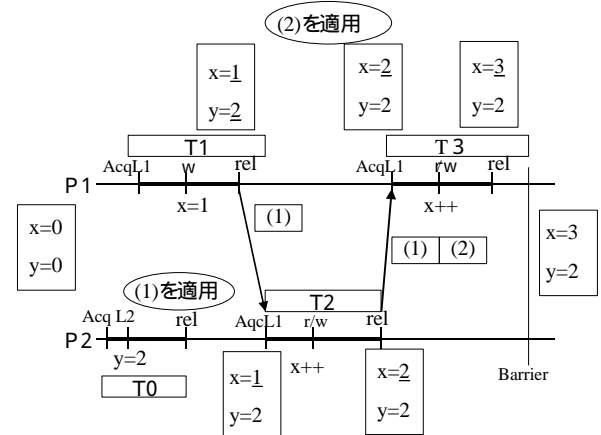 (2)を適用
x=1
y=2
x=2
y=2
x=3
y=2
T1
T3
AcqL1 w rel
AcqL1 r/w rel
P1
x=1
x++
(1)
(1) (2)
x=0
y=0
x=3
y=2
(1)を適用
T2
Acq L2 rel
AqcL1 r/w rel
P2
y=2
x++
T0
x=1
y=2
x=2
y=2
Barrier